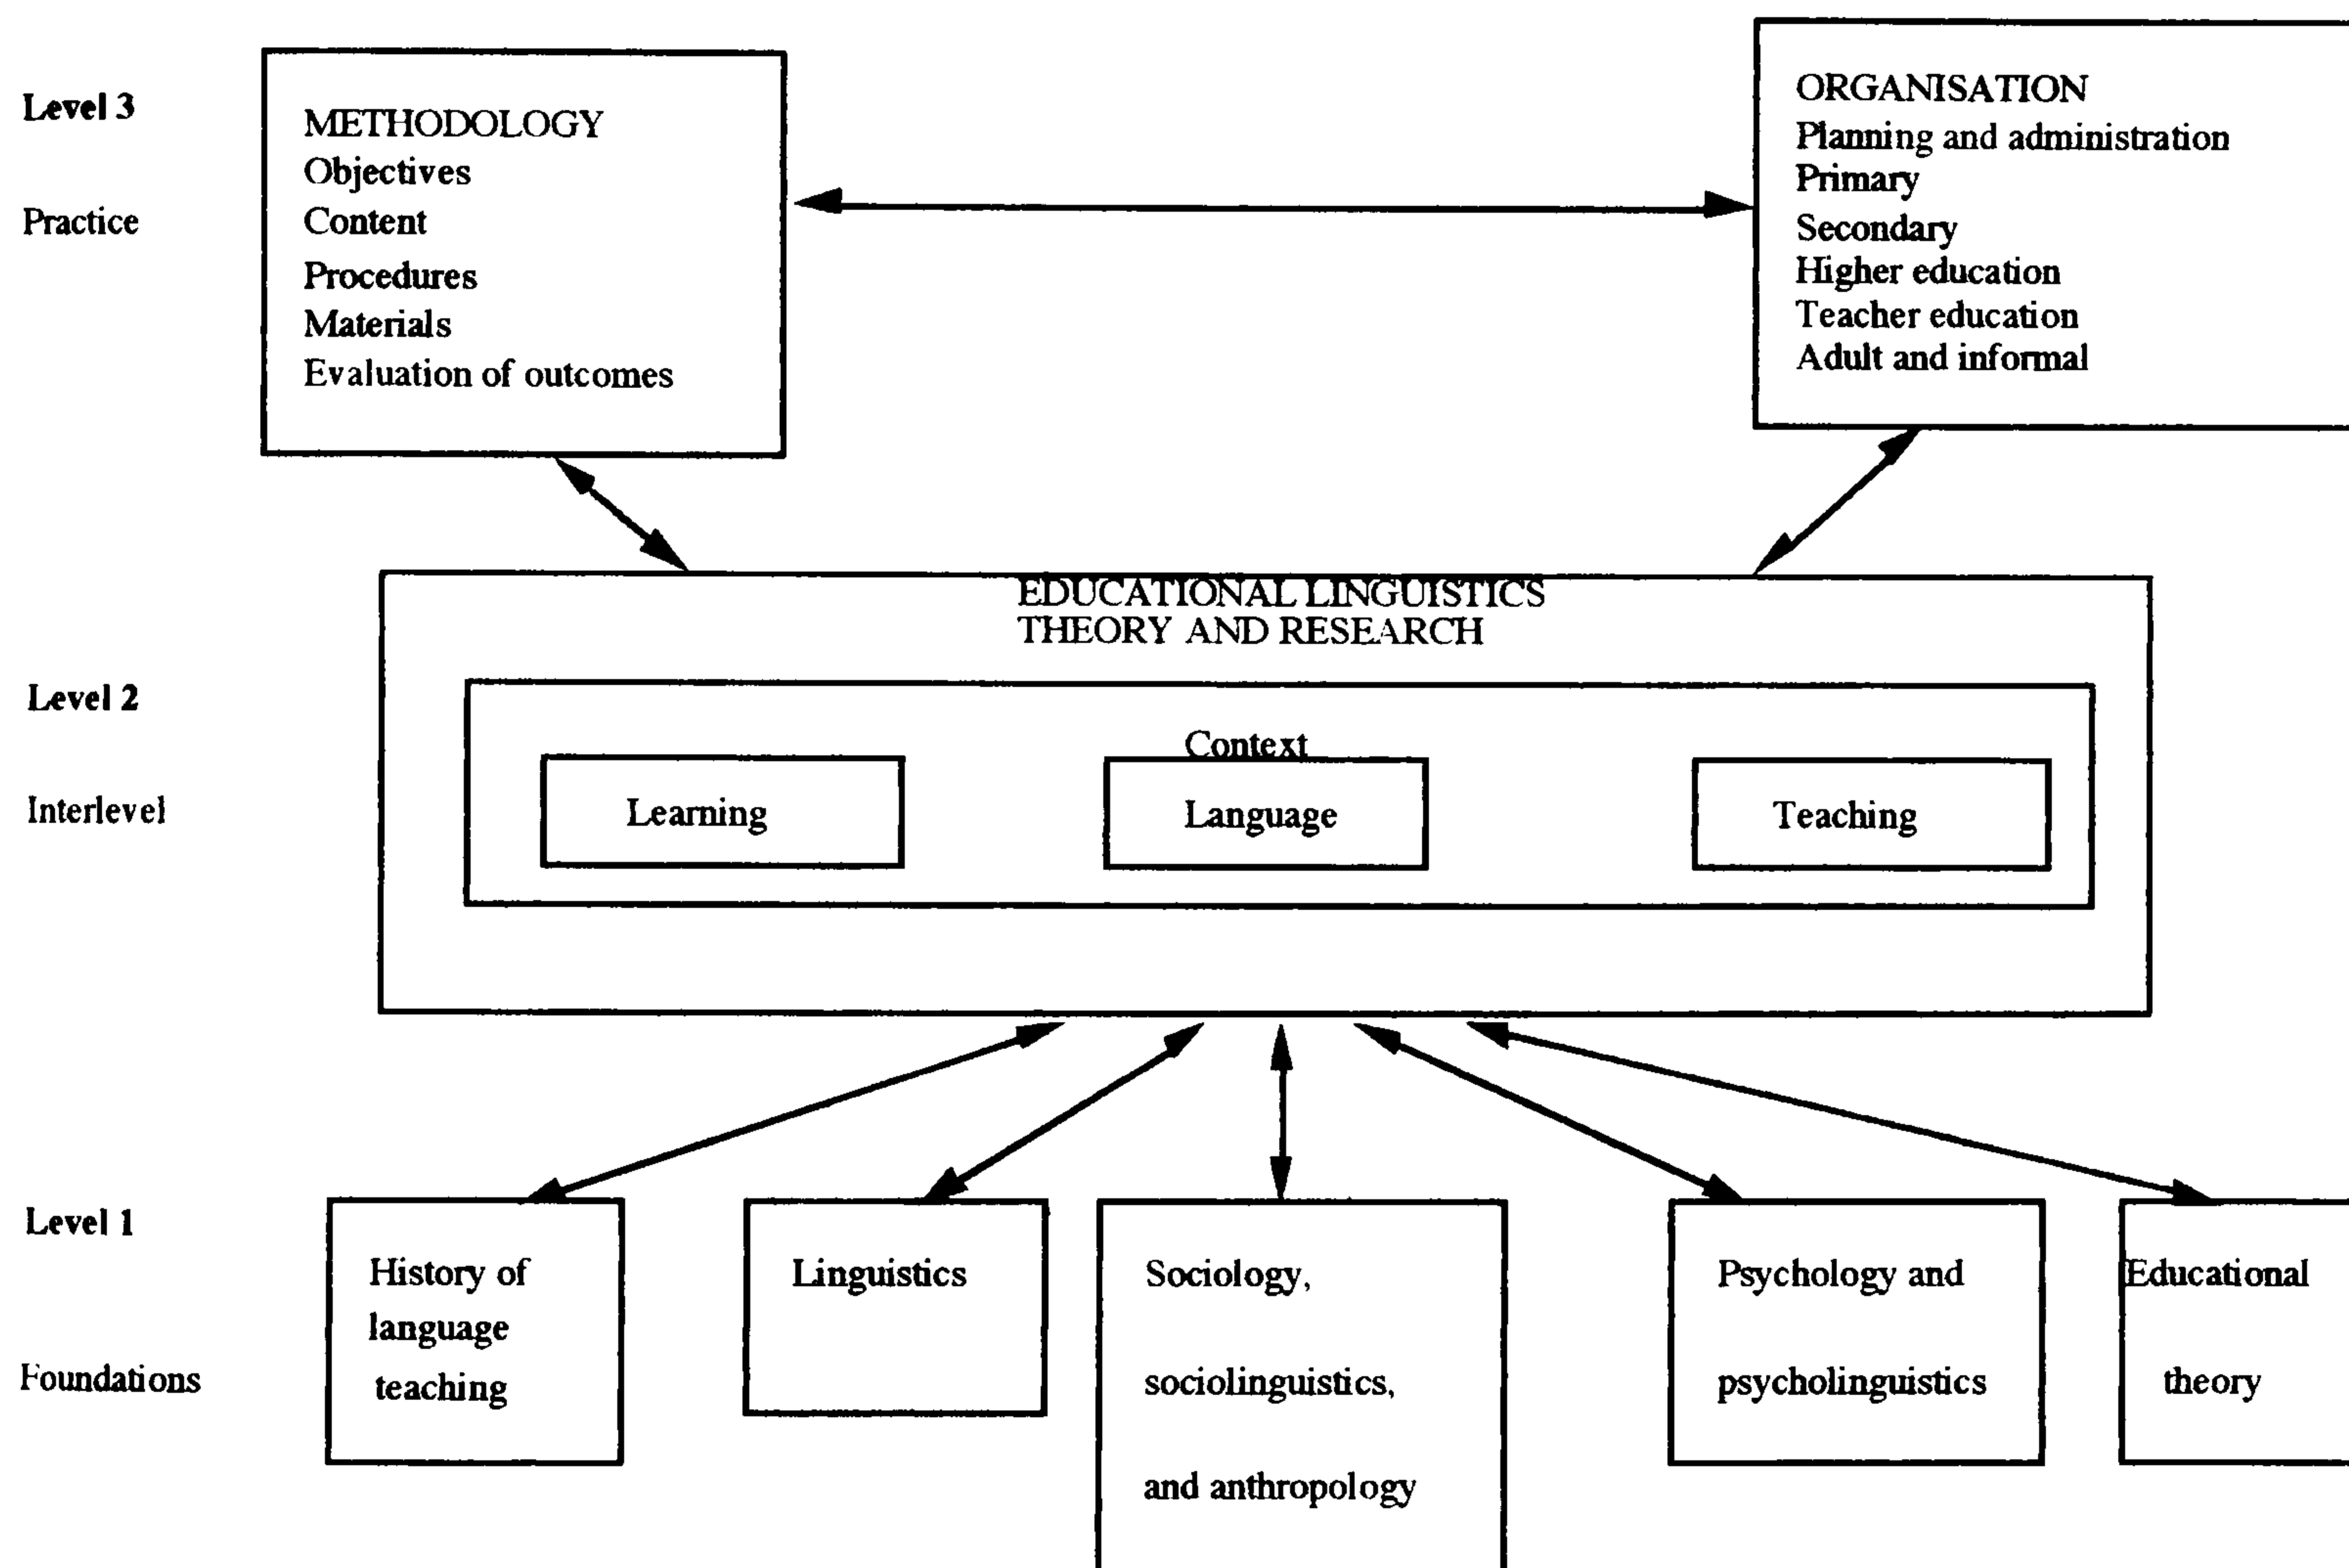 Level 3
Practice
METHODOLOGY
Objectives
Content
Procedures
Materials
Evaluation of outcomes
ORGANISATION
Planning and administration
Primary
Secondary
Higher education
Teacher education
Adult and informal
Level 2
Interlevel
EDUCATIONAL LINGUISTICS
THEORY AND RESEARCH
Context
Learning
Language
Teaching
Level 1
Foundations
History of
language
teaching
Linguistics
Sociology,
sociolinguistics,
and anthropology
Psychology and
psycholinguistics
Educational
theory